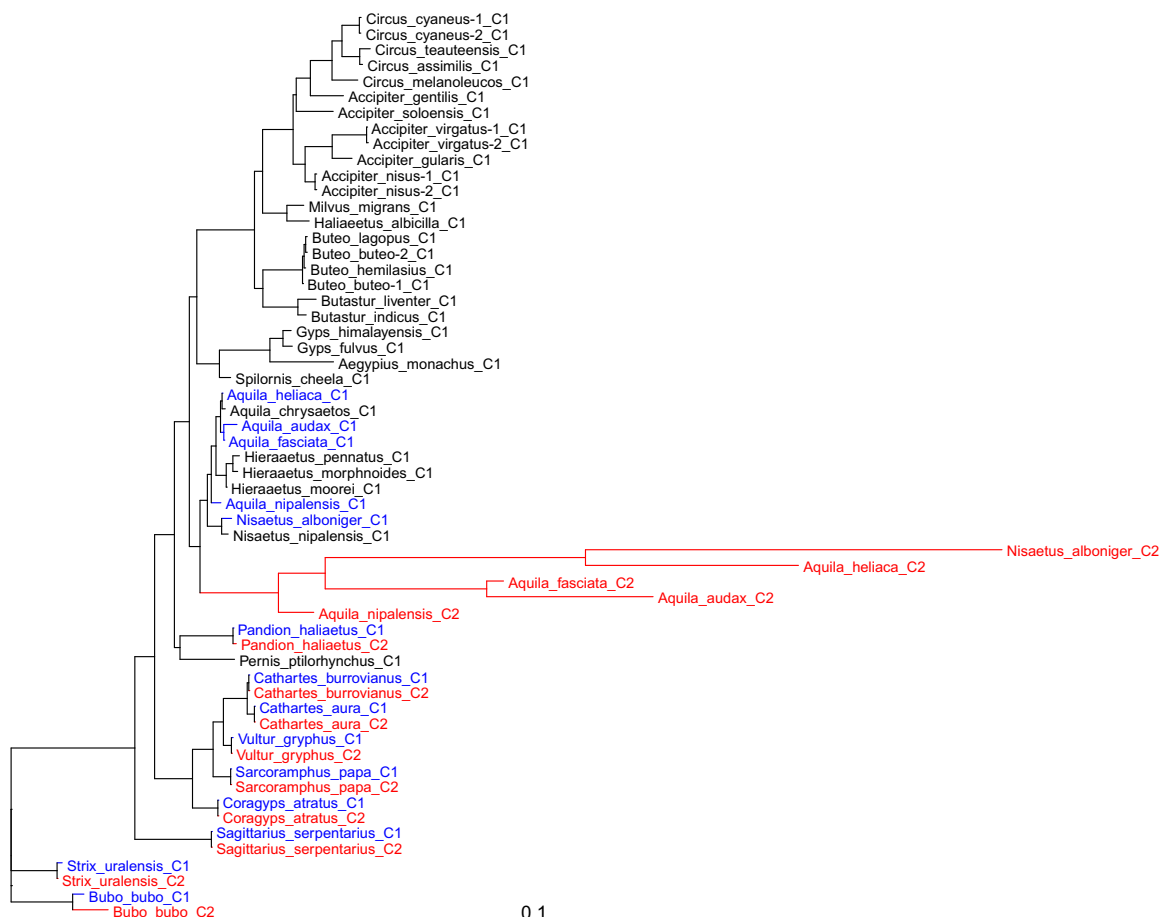 Circus_cyaneus-1_C1
Circus_cyaneus-2_C1
Circus_teauteensis_C1
Circus_assimilis_C1
Circus_melanoleucos_C1
Accipiter_gentilis_C1
Accipiter_soloensis_C1
Accipiter_virgatus-1_C1
Accipiter_virgatus-2_C1
Accipiter_gularis_C1
Accipiter_nisus-1_C1
Accipiter_nisus-2_C1
Milvus_migrans_C1
Haliaeetus_albicilla_C1
Buteo_lagopus_C1
Buteo_buteo-2_C1
Buteo_hemilasius_C1
Buteo_buteo-1_C1
Butastur_liventer_C1
Butastur_indicus_C1
Gyps_himalayensis_C1
Gyps_fulvus_C1
Aegypius_monachus_C1
Spilornis_cheela_C1
Aquila_heliaca_C1
Aquila_chrysaetos_C1
Aquila_audax_C1
Aquila_fasciata_C1
Hieraaetus_pennatus_C1
Hieraaetus_morphnoides_C1
Hieraaetus_moorei_C1
Aquila_nipalensis_C1
Nisaetus_alboniger_C1
Nisaetus_nipalensis_C1
Nisaetus_alboniger_C2
Aquila_heliaca_C2
Aquila_fasciata_C2
Aquila_audax_C2
Aquila_nipalensis_C2
Pandion_haliaetus_C1
Pandion_haliaetus_C2
Pernis_ptilorhynchus_C1
Cathartes_burrovianus_C1
Cathartes_burrovianus_C2
Cathartes_aura_C1
Cathartes_aura_C2
Vultur_gryphus_C1
Vultur_gryphus_C2
Sarcoramphus_papa_C1
Sarcoramphus_papa_C2
Coragyps_atratus_C1
Coragyps_atratus_C2
Sagittarius_serpentarius_C1
Sagittarius_serpentarius_C2
Strix_uralensis_C1
Strix_uralensis_C2
Bubo_bubo_C1
Bubo_bubo_C2
0.1